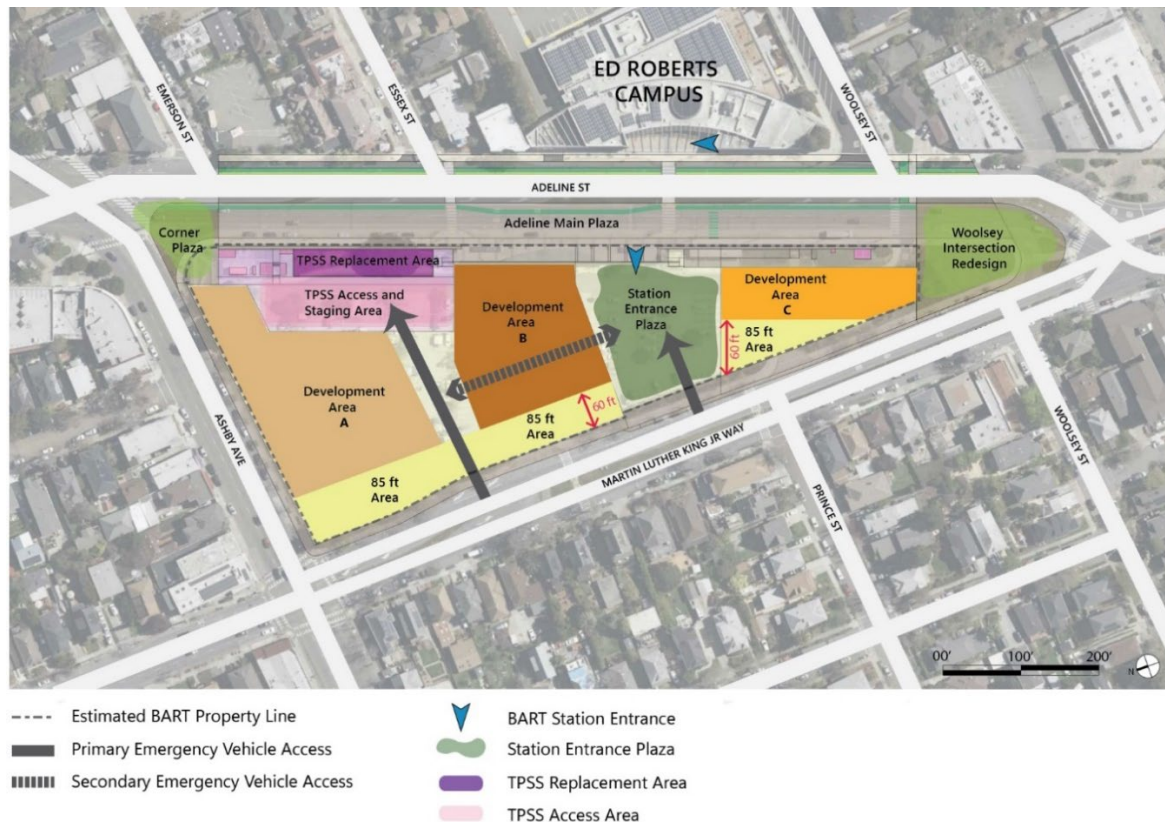 ED ROBERTS
CAMPUS
EMERSON ST
ESSEX ST
WOOLSEY ST
ADELINE ST
Adeline Main Plaza
Corner
Plaza
Woolsey
Intersection
Redesign
TPSS Replacement Area
TPSS Access and
Staging Area
Development
Area
B
Station
Entrance
Plaza
Development
Area
C
85 ft
Area
60 ft
Development
Area
A
60 ft
85 ft
Area
85 ft
Area
ASHBY AVE
MARTIN LUTHER KING JR WAY
PRINCE ST
WOOLSEY ST
00'
100'
200'
N
Estimated BART Property Line
Primary Emergency Vehicle Access
Secondary Emergency Vehicle Access
BART Station Entrance
Station Entrance Plaza
TPSS Replacement Area
TPSS Access Area